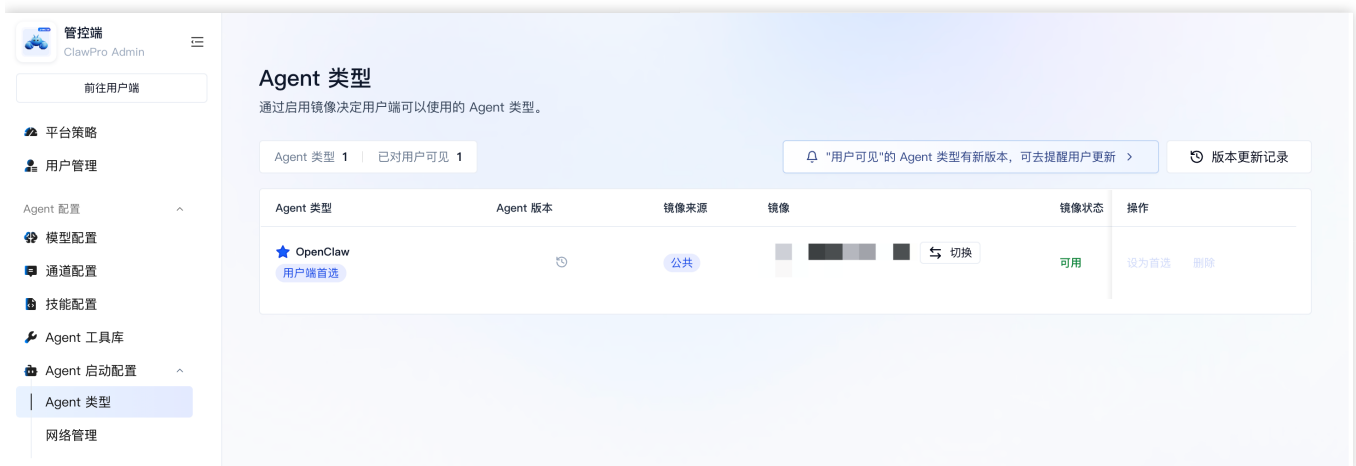 管控端
ClawPro Admin
前往用户端
平台策略
用户管理
Agent 配置
模型配置
通道配置
技能配置
Agent 工具库
Agent 启动配置
Agent 类型
网络管理
Agent 类型
通过启用镜像决定用户端可以使用的 Agent 类型。
Agent 类型 1 已对用户可见 1
"用户可见"的 Agent 类型有新版本，可去提醒用户更新
版本更新记录
Agent 类型 Agent 版本 镜像来源 镜像 镜像状态 操作
OpenClaw
用户端首选
公共
切换
可用
设为首选 删除